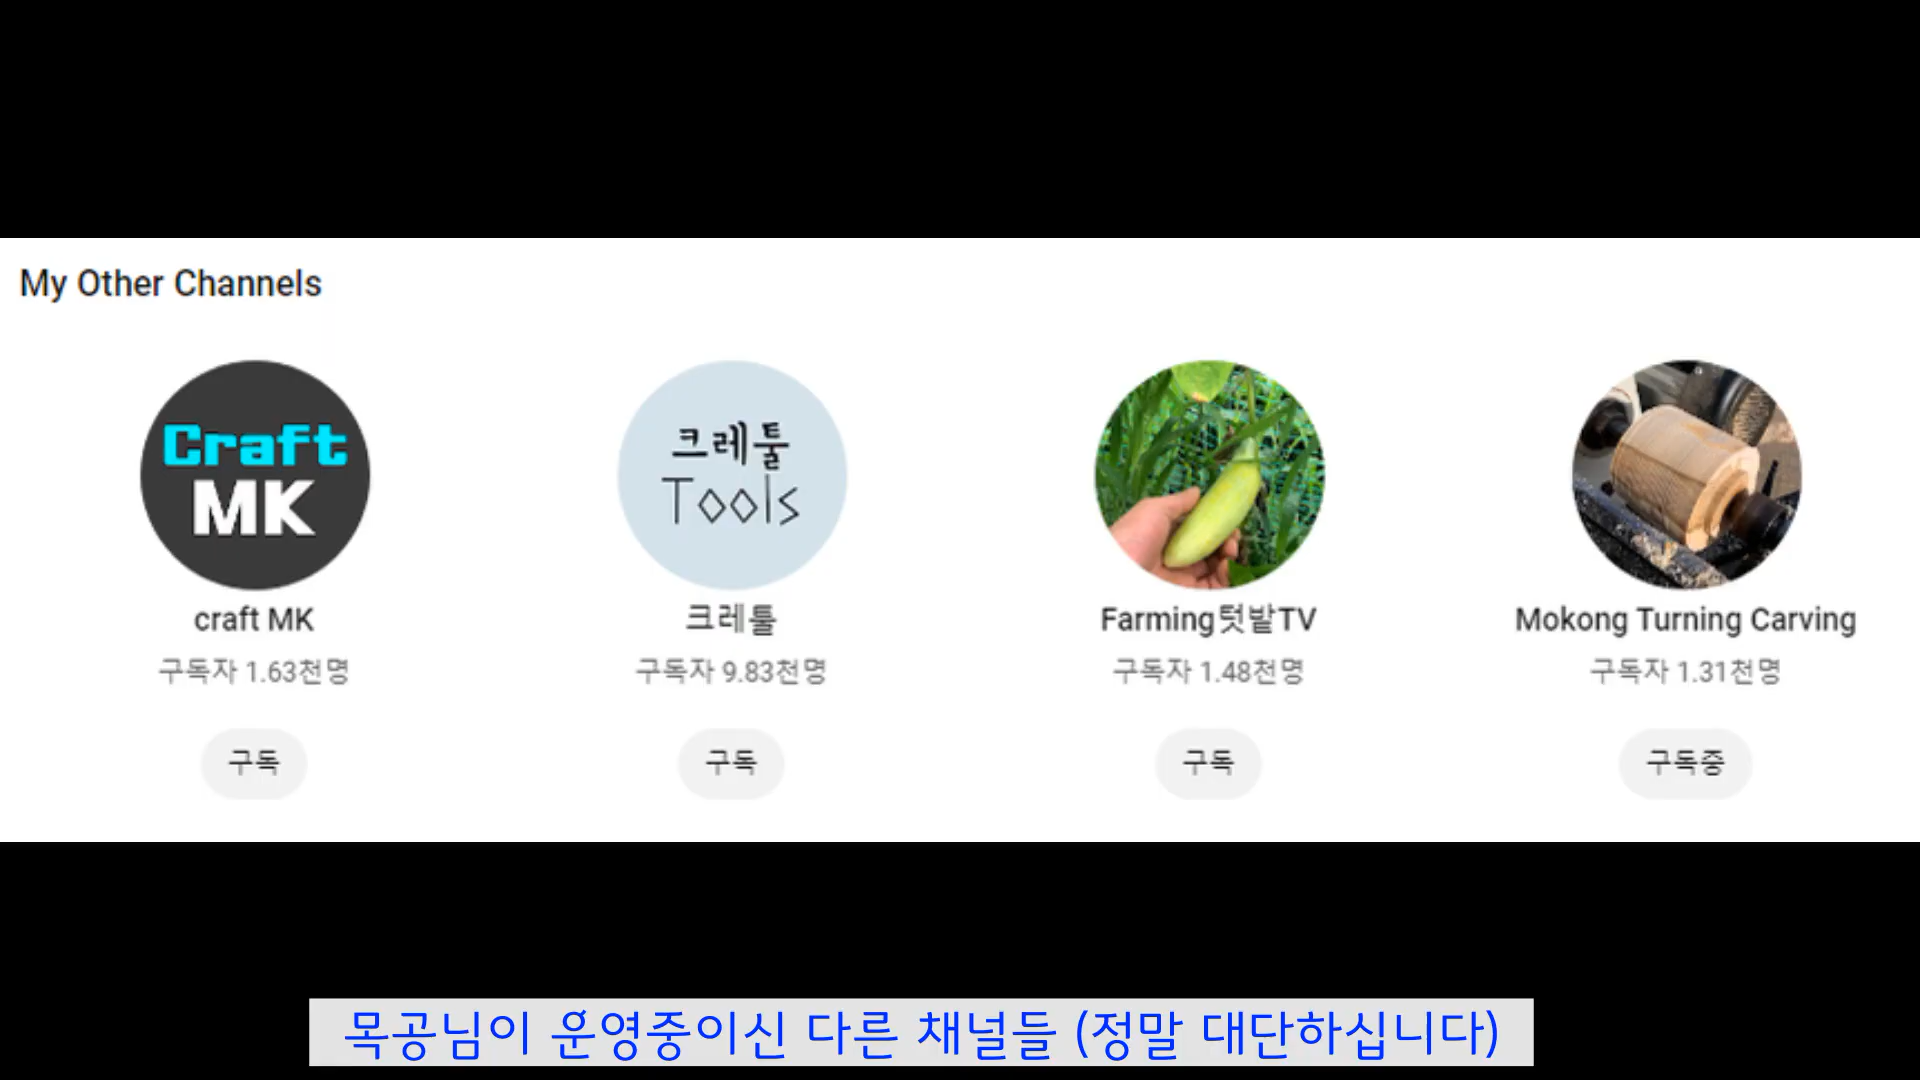 My Other Channels
Craft
MK
크레툴
Tools
craft MK
크레툴
Farming텃밭TV
Mokong Turning Carving
구독자 1.63천명
구독자 9.83천명
구독자 1.48천명
구독자 1.31천명
구독
구독
구독
구독중
목공님이 운영중이신 다른 채널들 (정말 대단하십니다)